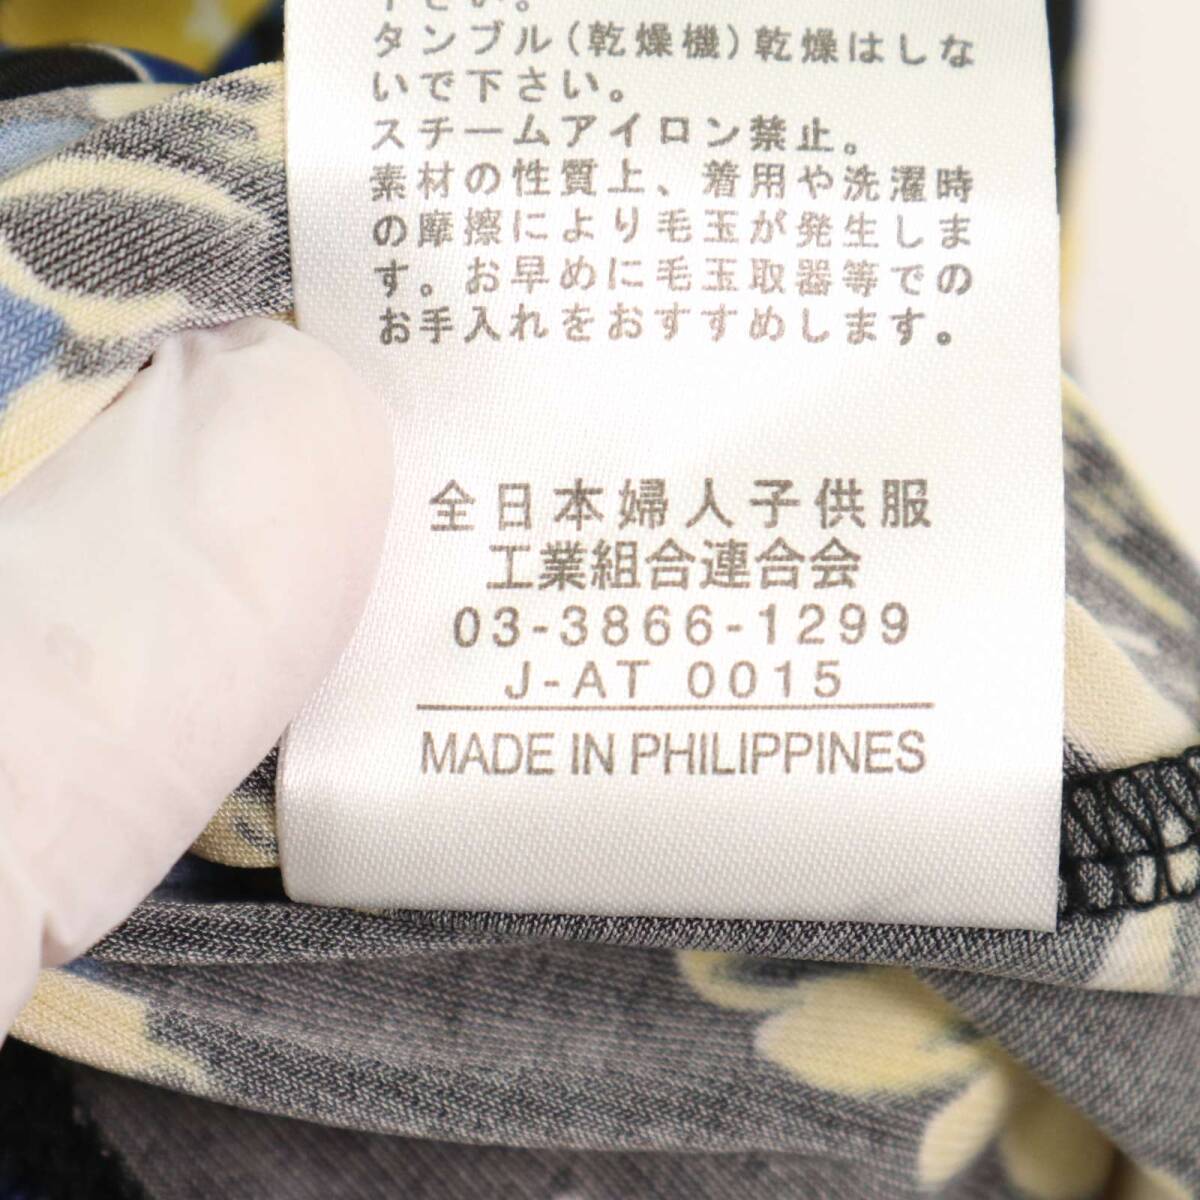 下さい。
タンブル(乾燥機)乾燥はしな
いで下さい。
スチームアイロン禁止。
素材の性質上、着用や洗濯時
の摩擦により毛玉が発生しま
す。お早めに毛玉取器等での
お手入れをおすすめします。
全日本婦人子供服
工業組合連合会
03-3866-1299
J-AT 0015
MADE IN PHILIPPINES